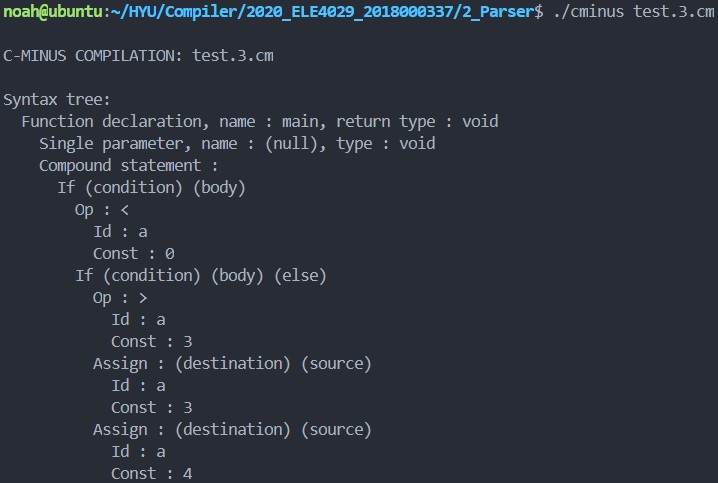 noah@ubuntu:~/HYU/Compiler/2020_ELE4029_2018000337/2_Parser$ ./cminus test.3.cm
C-MINUS COMPILATION: test.3.cm
Syntax tree:
Function declaration, name : main, return type : void
Single parameter, name : (null), type : void
Compound statement :
If (condition) (body)
Op : <
Id : a
Const : 0
If (condition) (body) (else)
Op : >
Id : a
Const : 3
Assign : (destination) (source)
Id : a
Const : 3
Assign : (destination) (source)
Id : a
Const : 4